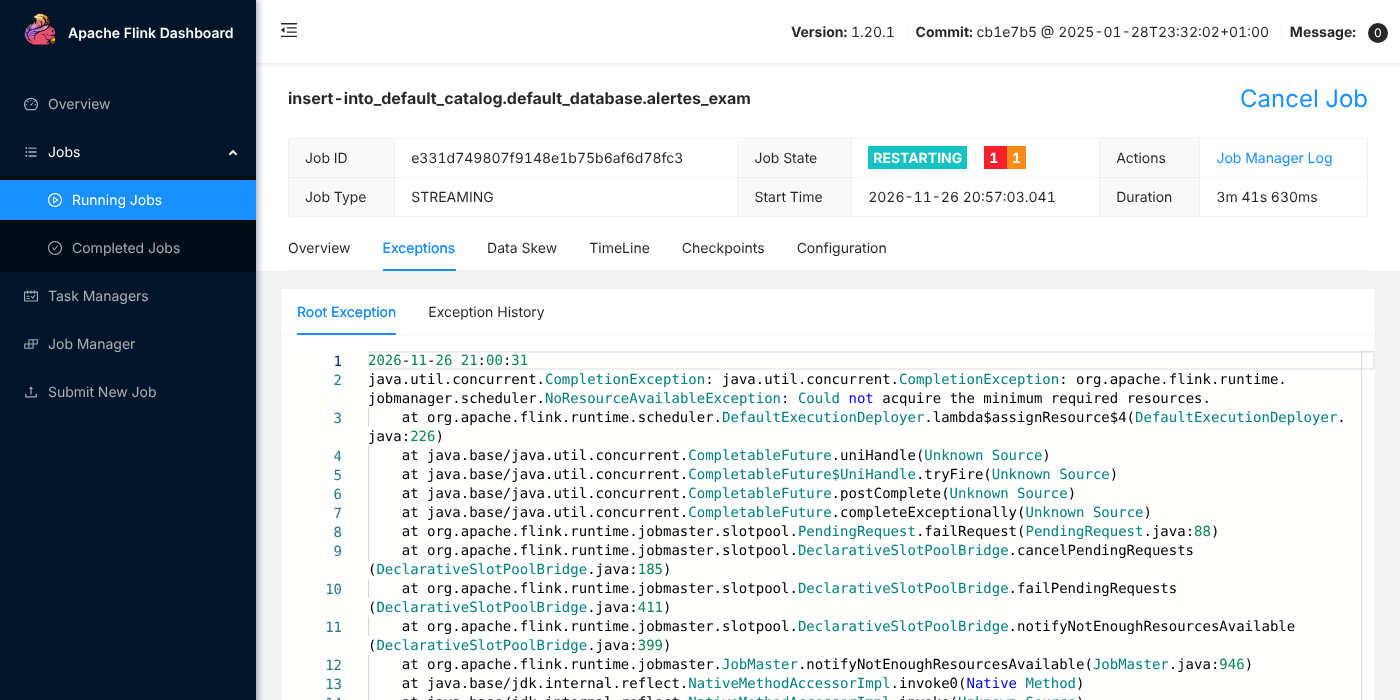 Apache Flink Dashboard
Version: 1.20.1 Commit: cb1e7b5 @ 2025-01-28T23:32:02+01:00 Message: 0
Overview
Jobs
Running Jobs
Completed Jobs
Task Managers
Job Manager
Submit New Job
insert-into_default_catalog.default_database.alertes_exam
Cancel Job
Job ID e331d749807f9148e1b75b6af6d78fc3 Job State RESTARTING 1 1 Actions Job Manager Log
Job Type STREAMING Start Time 2026-11-26 20:57:03.041 Duration 3m 41s 630ms
Overview Exceptions Data Skew TimeLine Checkpoints Configuration
Root Exception Exception History
1 2026-11-26 21:00:31
2 java.util.concurrent.CompletionException: java.util.concurrent.CompletionException: org.apache.flink.runtime.
jobmanager.scheduler.NoResourceAvailableException: Could not acquire the minimum required resources.
3 at org.apache.flink.runtime.scheduler.DefaultExecutionDeployer.lambda$assignResource$4(DefaultExecutionDeployer.
java:226)
4 at java.base/java.util.concurrent.CompletableFuture.uniHandle(Unknown Source)
5 at java.base/java.util.concurrent.CompletableFuture$UniHandle.tryFire(Unknown Source)
6 at java.base/java.util.concurrent.CompletableFuture.postComplete(Unknown Source)
7 at java.base/java.util.concurrent.CompletableFuture.completeExceptionally(Unknown Source)
8 at org.apache.flink.runtime.jobmaster.slotpool.PendingRequest.failRequest(PendingRequest.java:88)
9 at org.apache.flink.runtime.jobmaster.slotpool.DeclarativeSlotPoolBridge.cancelPendingRequests
(DeclarativeSlotPoolBridge.java:185)
10 at org.apache.flink.runtime.jobmaster.slotpool.DeclarativeSlotPoolBridge.failPendingRequests
(DeclarativeSlotPoolBridge.java:411)
11 at org.apache.flink.runtime.jobmaster.slotpool.DeclarativeSlotPoolBridge.notifyNotEnoughResourcesAvailable
(DeclarativeSlotPoolBridge.java:399)
12 at org.apache.flink.runtime.jobmaster.JobMaster.notifyNotEnoughResourcesAvailable(JobMaster.java:946)
13 at java.base/jdk.internal.reflect.NativeMethodAccessorImpl.invoke0(Native Method)